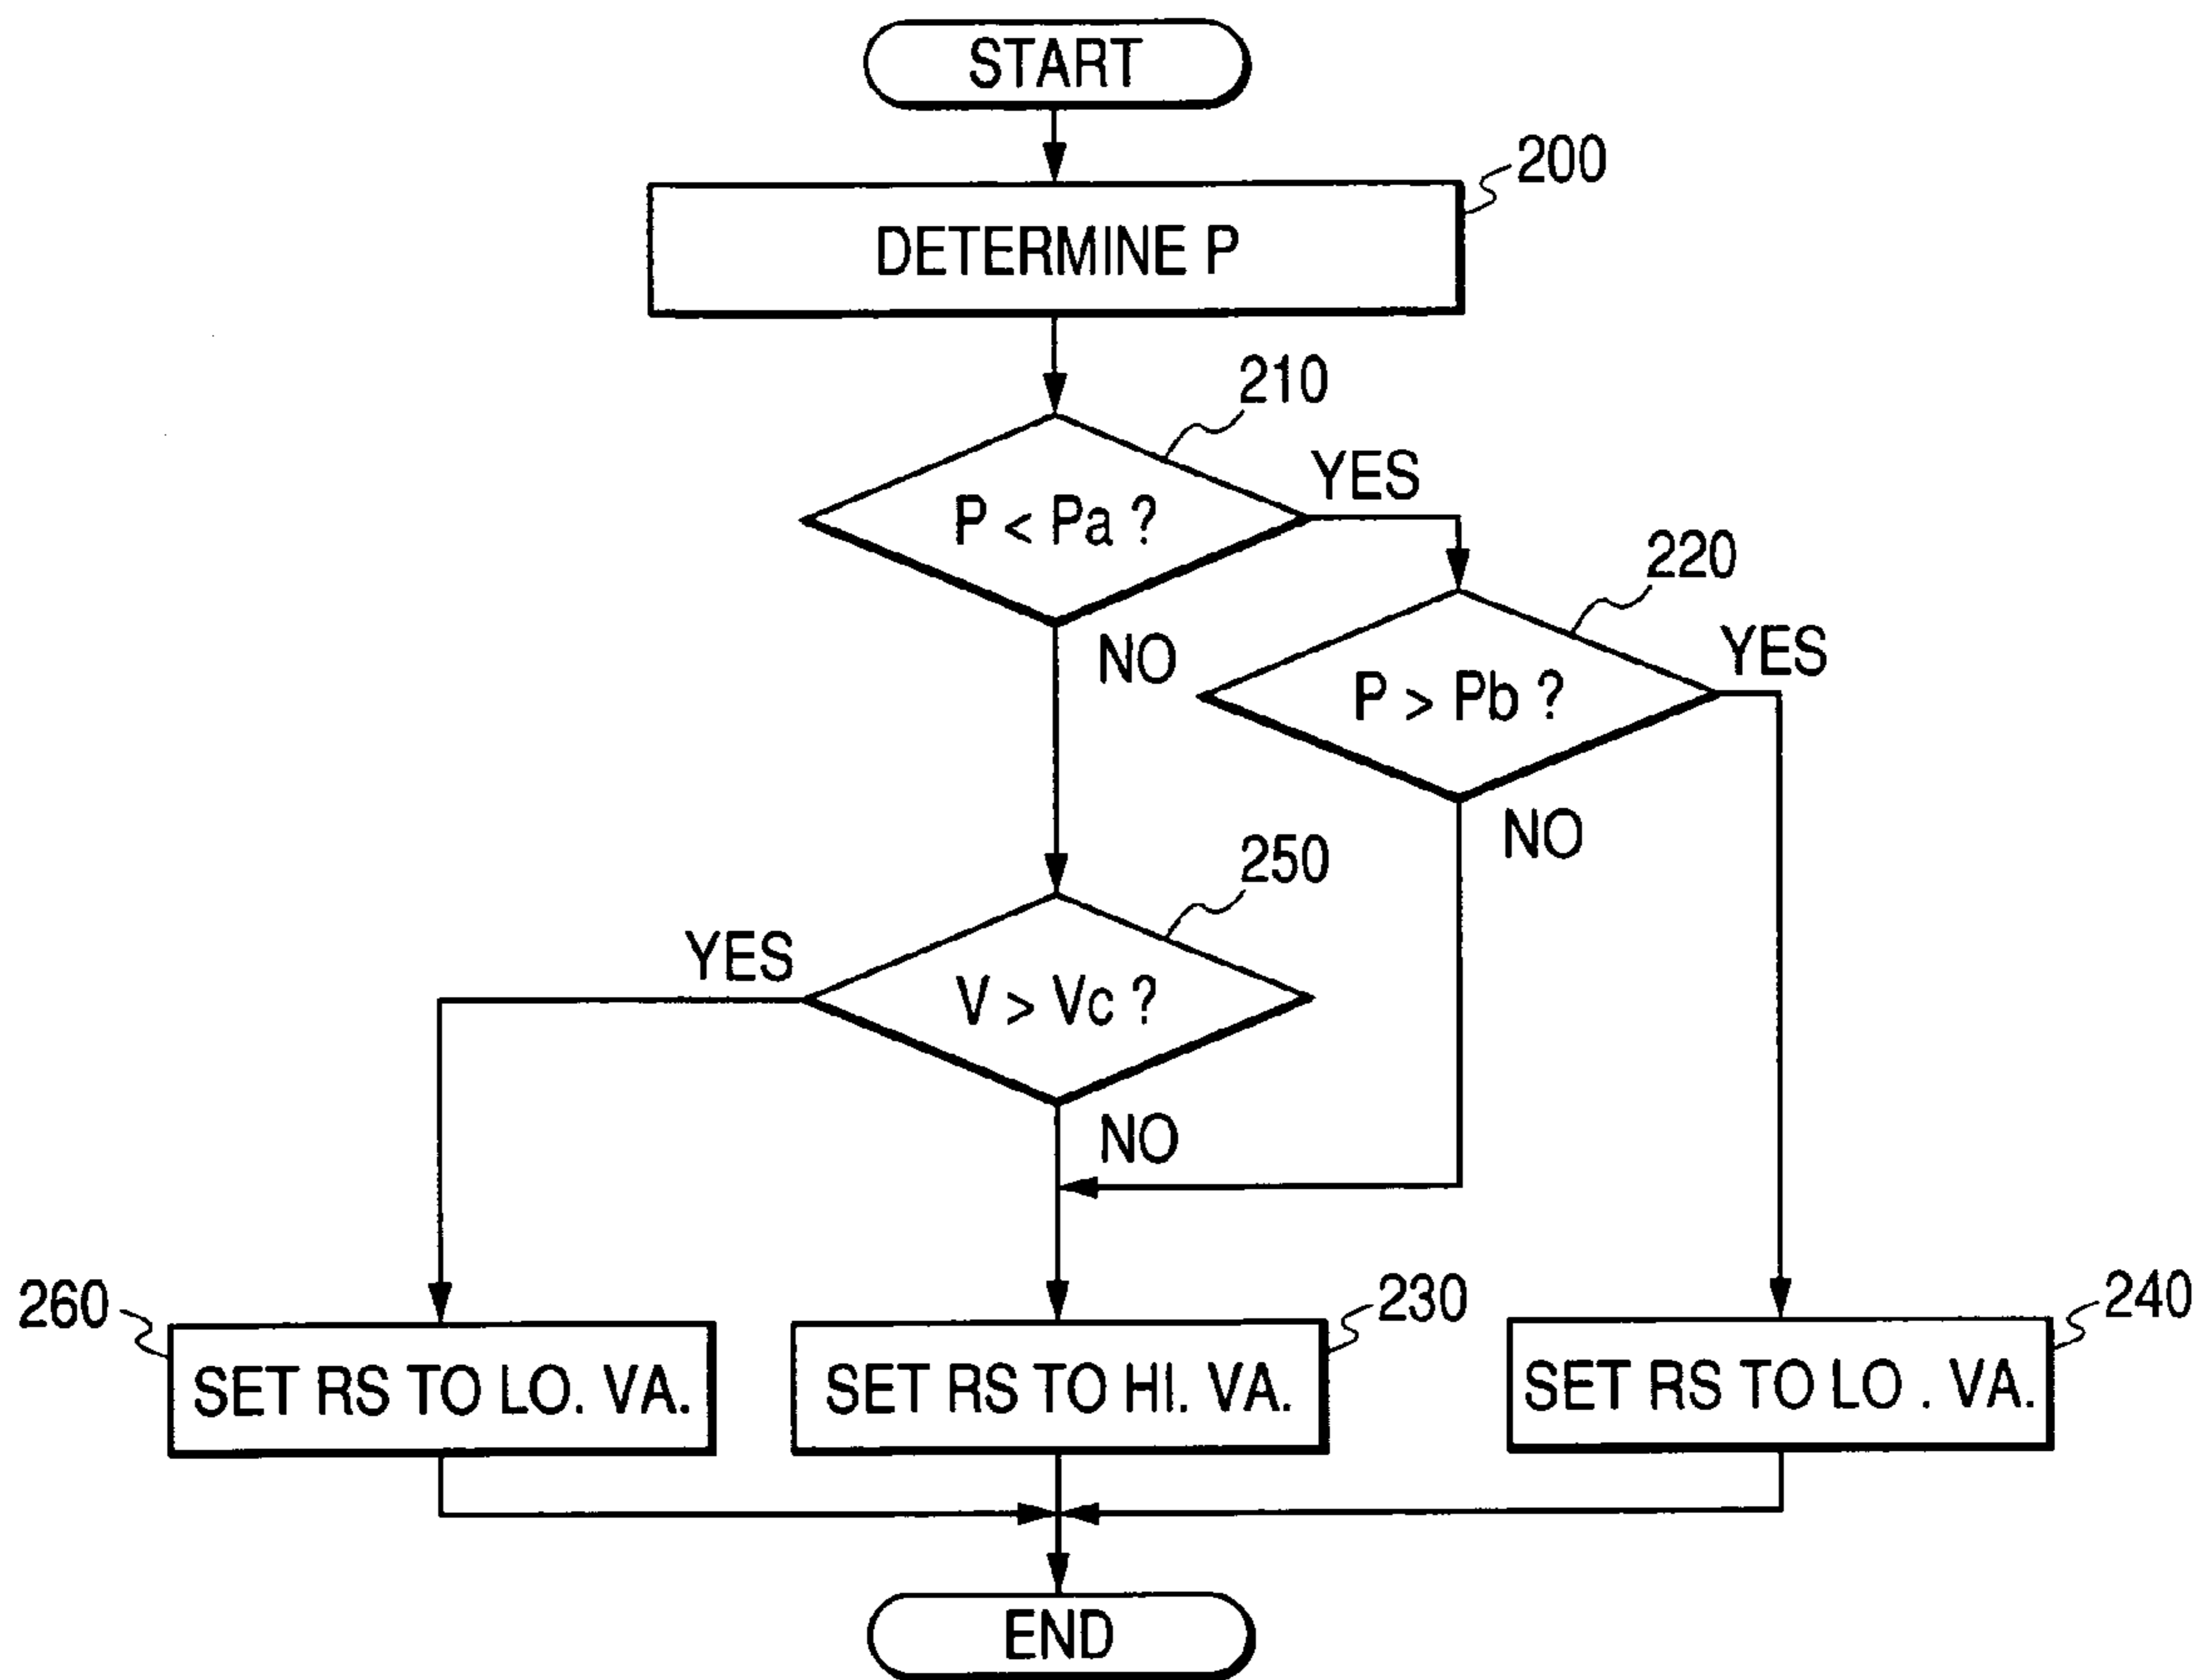 START
200
DETERMINE P
210
P < Pa ?
YES
NO
220
P > Pb ?
YES
NO
250
V > Vc ?
YES
NO
260
SET RS TO LO. VA.
230
SET RS TO HI. VA.
240
SET RS TO LO . VA.
END